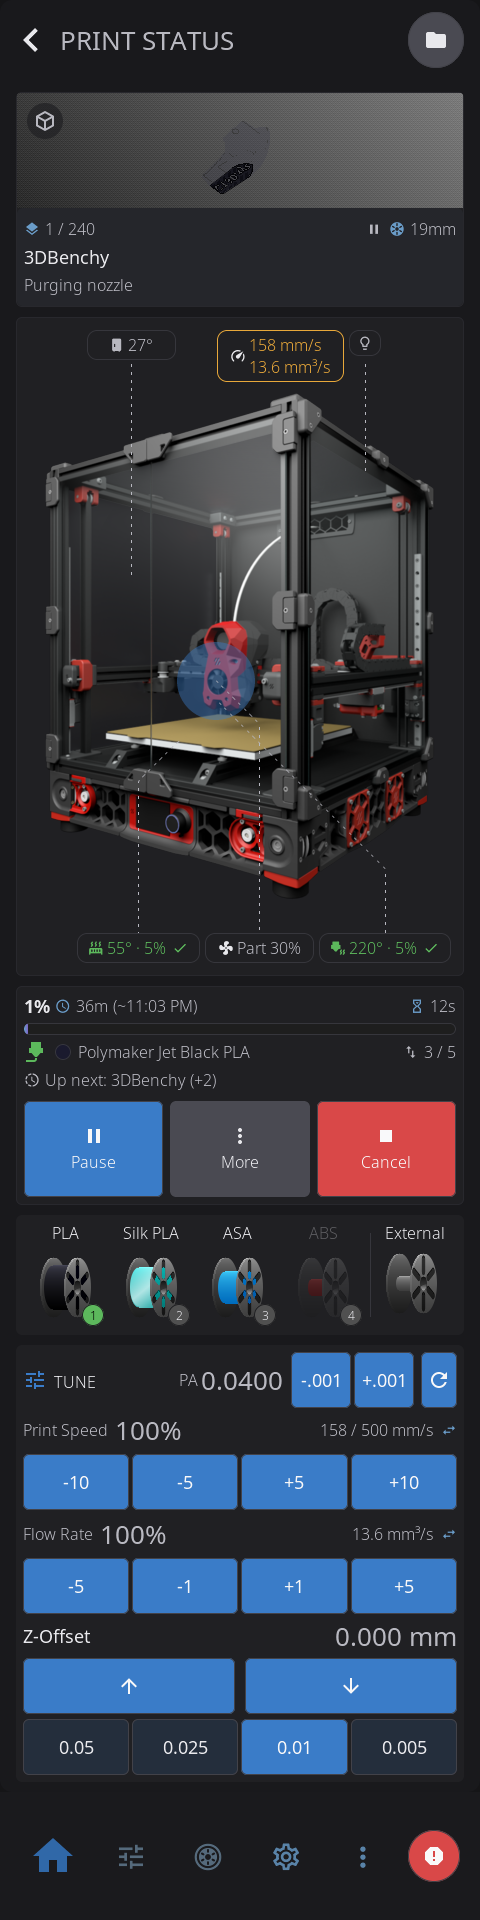 PRINT STATUS
1 / 240
19mm
3DBenchy
Purging nozzle
27°
158 mm/s
13.6 mm³/s
55° · 5%
Part 30%
220° · 5%
1% 36m (~11:03 PM)
12s
Polymaker Jet Black PLA
3 / 5
Up next: 3DBenchy (+2)
Pause
More
Cancel
PLA
Silk PLA
ASA
ABS
External
1
2
3
4
TUNE
PA 0.0400
-.001
+.001
Print Speed 100%
158 / 500 mm/s
-10
-5
+5
+10
Flow Rate 100%
13.6 mm³/s
-5
-1
+1
+5
Z-Offset
0.000 mm
0.05
0.025
0.01
0.005